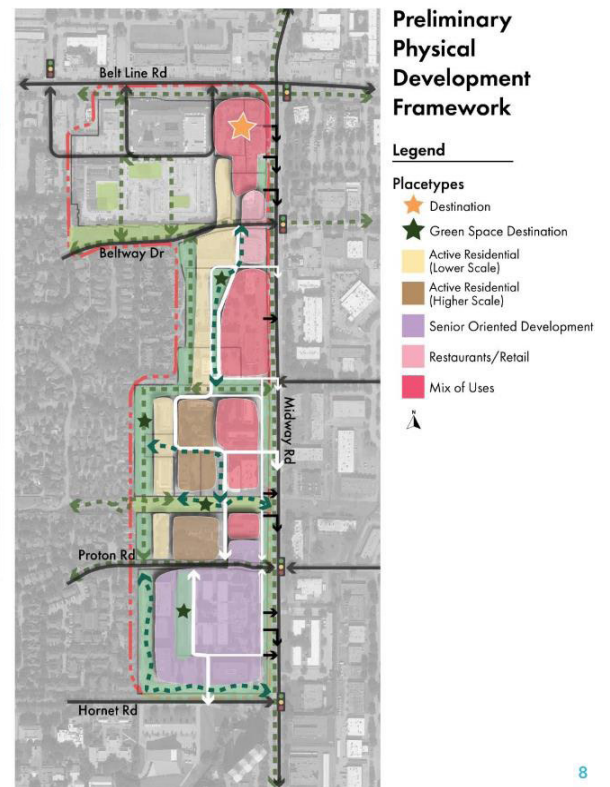 Preliminary
Physical
Development
Framework
Legend
Placetypes
Destination
Green Space Destination
Active Residential
(Lower Scale)
Active Residential
(Higher Scale)
Senior Oriented Development
Restaurants/Retail
Mix of Uses
N
Belt Line Rd
Beltway Dr
Midway Rd
Proton Rd
Hornet Rd
8